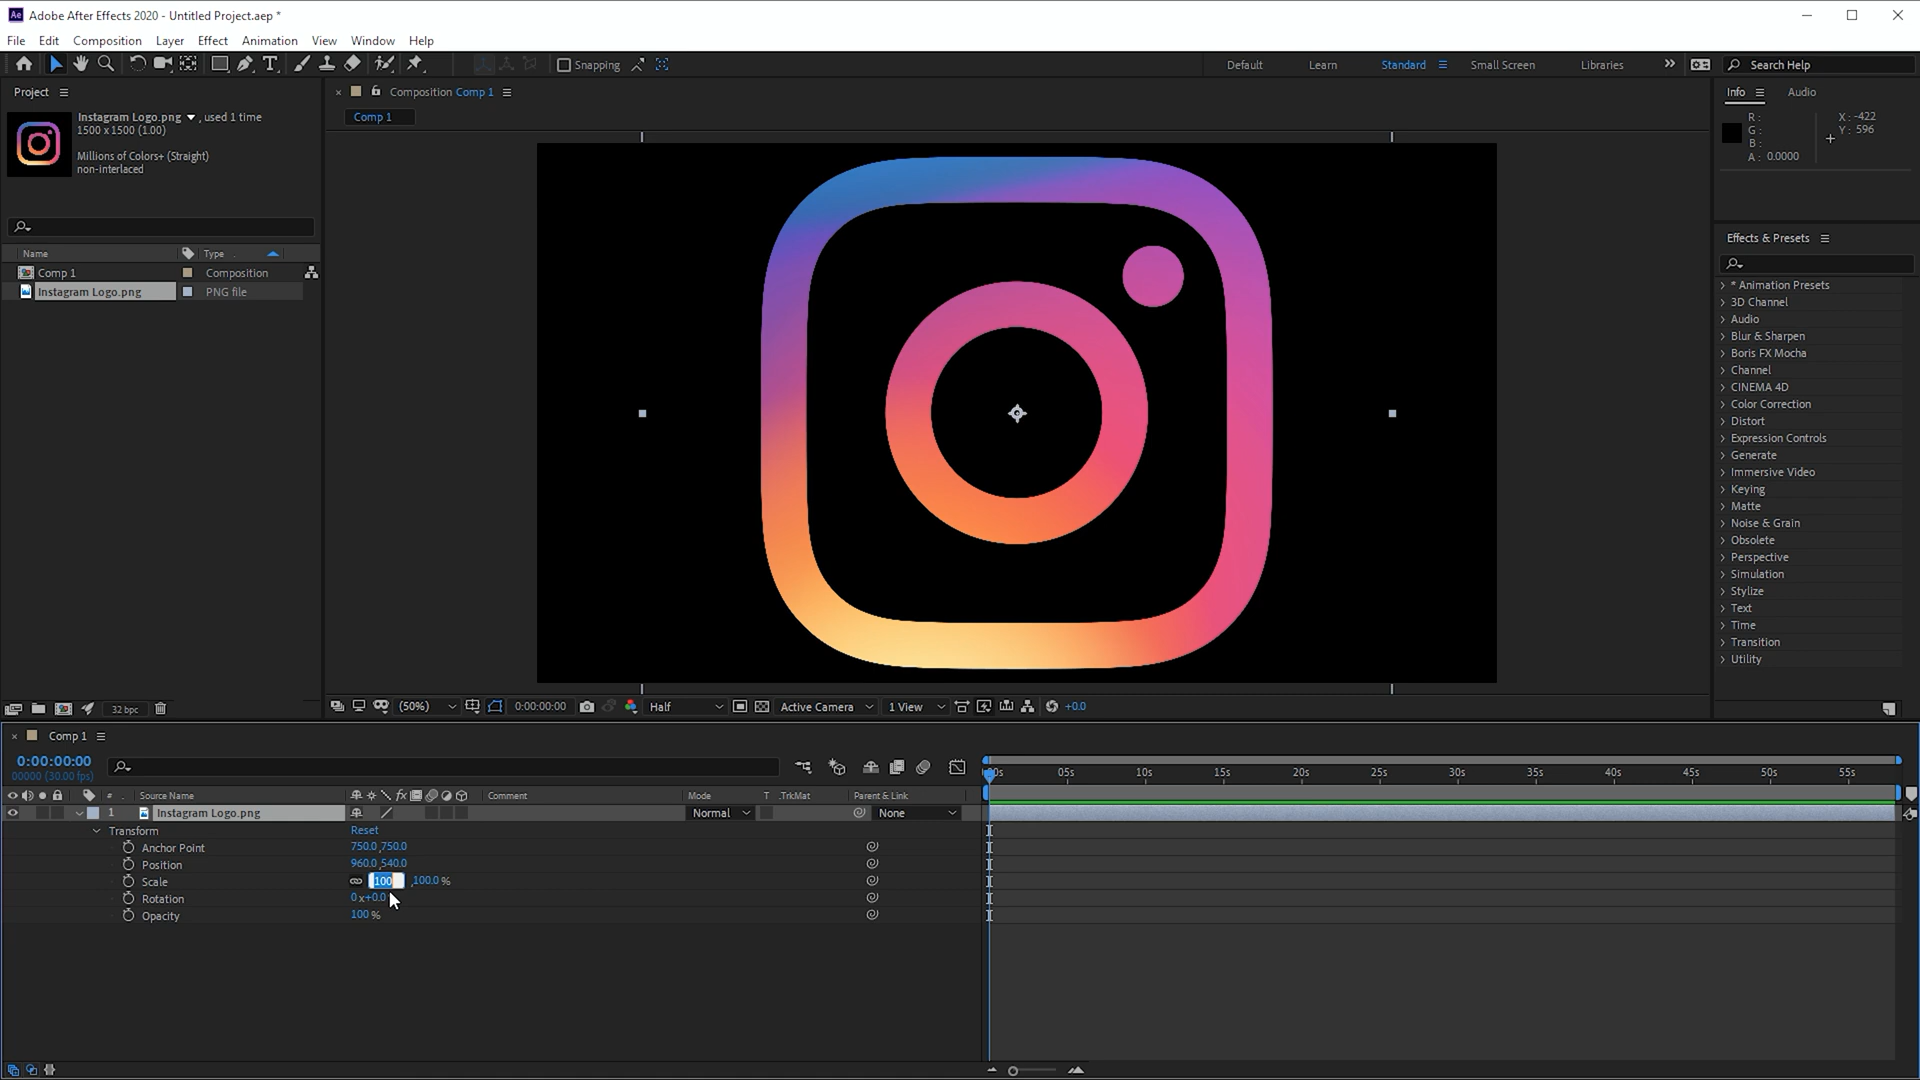 Adobe After Effects 2020 - Untitled Project.aep *
File Edit Composition Layer Effect Animation View Window Help
Snapping Default Learn Standard Small Screen Libraries Search Help
Project
Instagram Logo.png , used 1 time
1500 x 1500 (1.00)
Millions of Colors+ (Straight)
non-interlaced
Name Type
Comp 1 Composition
Instagram Logo.png PNG file
32 bpc
Composition Comp 1
Comp 1
(50%) 0:00:00:00 Half Active Camera 1 View +0.0
Info Audio
R :
G :
B :
A : 0.0000
X : -422
Y : 596
Effects & Presets
* Animation Presets
3D Channel
Audio
Blur & Sharpen
Boris FX Mocha
Channel
CINEMA 4D
Color Correction
Distort
Expression Controls
Generate
Immersive Video
Keying
Matte
Noise & Grain
Obsolete
Perspective
Simulation
Stylize
Text
Time
Transition
Utility
Comp 1
0:00:00:00
00000 (30.00 fps)
05s 10s 15s 20s 25s 30s 35s 40s 45s 50s 55s
# Source Name Comment Mode T .TrkMat Parent & Link
1 Instagram Logo.png Normal None
Transform Reset
Anchor Point 750.0,750.0
Position 960.0,540.0
Scale 100 ,100.0 %
Rotation 0x+0.0
Opacity 100 %